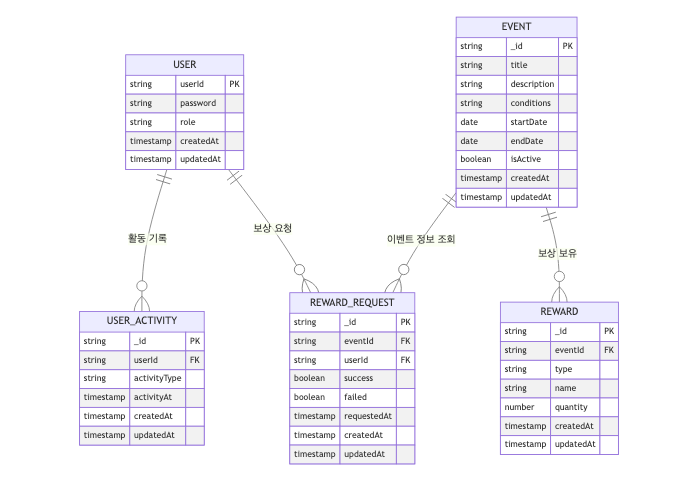 USER
string userId PK
string password
string role
timestamp createdAt
timestamp updatedAt
EVENT
string _id PK
string title
string description
string conditions
date startDate
date endDate
boolean isActive
timestamp createdAt
timestamp updatedAt
활동 기록
보상 요청
이벤트 정보 조회
보상 보유
USER_ACTIVITY
string _id PK
string userId FK
string activityType
timestamp activityAt
timestamp createdAt
timestamp updatedAt
REWARD_REQUEST
string _id PK
string eventId FK
string userId FK
boolean success
boolean failed
timestamp requestedAt
timestamp createdAt
timestamp updatedAt
REWARD
string _id PK
string eventId FK
string type
string name
number quantity
timestamp createdAt
timestamp updatedAt